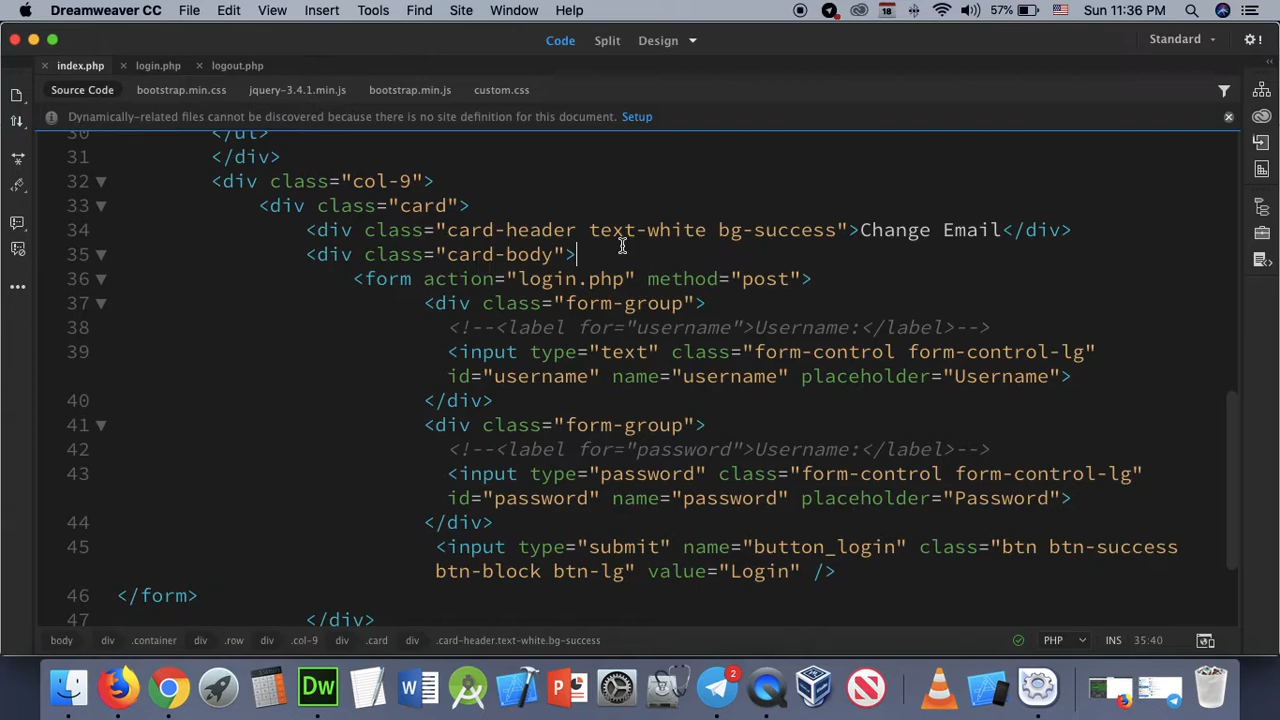 Dreamweaver CC File Edit View Insert Tools Find Site Window Help 18 57% Sun 11:36 PM
Code Split Design Standard
index.php login.php logout.php
Source Code bootstrap.min.css jquery-3.4.1.min.js bootstrap.min.js custom.css
Dynamically-related files cannot be discovered because there is no site definition for this document. Setup
30 </ul>
31 </div>
32 <div class="col-9">
33 <div class="card">
34 <div class="card-header text-white bg-success">Change Email</div>
35 <div class="card-body">
36 <form action="login.php" method="post">
37 <div class="form-group">
38 <!--<label for="username">Username:</label>-->
39 <input type="text" class="form-control form-control-lg"
id="username" name="username" placeholder="Username">
40 </div>
41 <div class="form-group">
42 <!--<label for="password">Username:</label>-->
43 <input type="password" class="form-control form-control-lg"
id="password" name="password" placeholder="Password">
44 </div>
45 <input type="submit" name="button_login" class="btn btn-success
btn-block btn-lg" value="Login" />
46 </form>
47 </div>
body div .container div .row div .col-9 div .card div .card-header.text-white.bg-success PHP INS 35:40
Dw W P 2